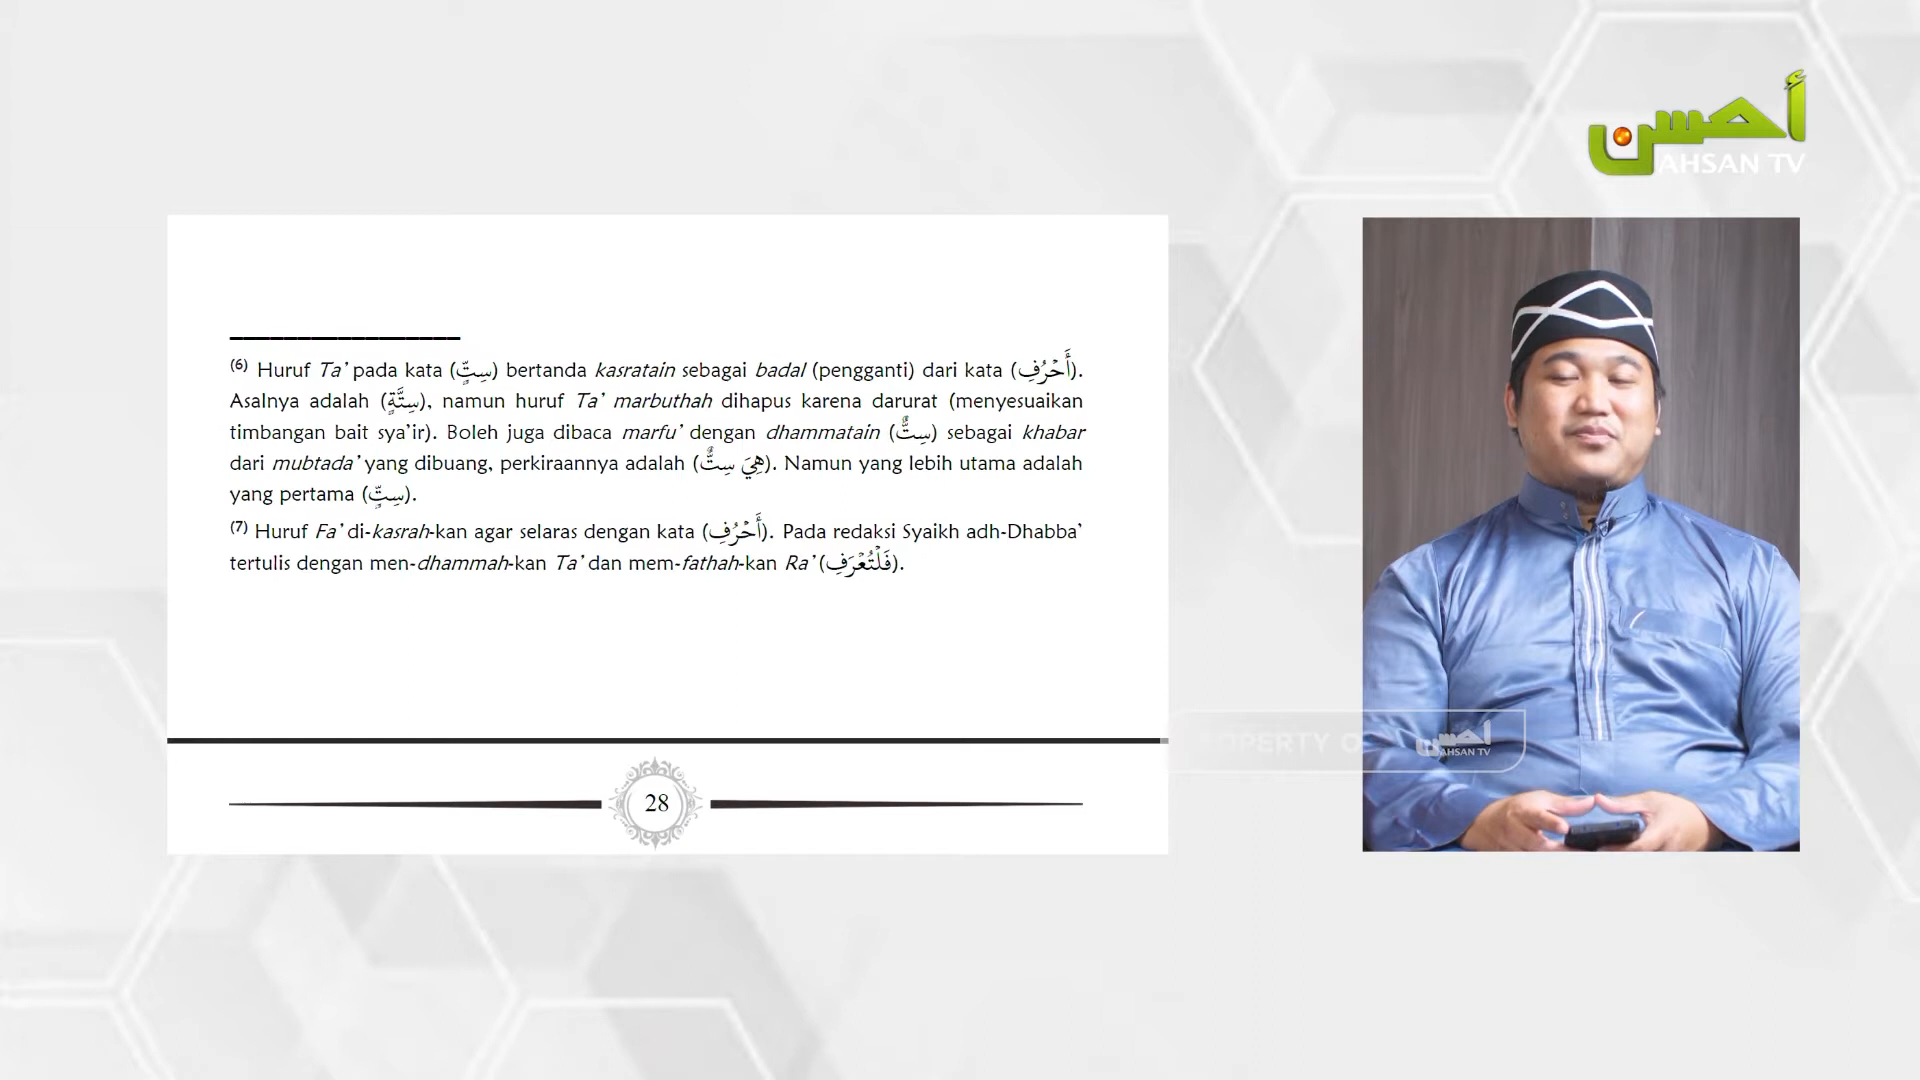 أحسن
AHSAN TV
(6) Huruf Ta' pada kata (سِتٍّ) bertanda kasratain sebagai badal (pengganti) dari kata (أَحْرُفِ).
Asalnya adalah (سِتَّةٍ), namun huruf Ta' marbuthah dihapus karena darurat (menyesuaikan
timbangan bait sya'ir). Boleh juga dibaca marfu' dengan dhammatain (سِتٌّ) sebagai khabar
dari mubtada' yang dibuang, perkiraannya adalah (هِيَ سِتٌّ). Namun yang lebih utama adalah
yang pertama (سِتٍّ).
(7) Huruf Fa' di-kasrah-kan agar selaras dengan kata (أَحْرُفِ). Pada redaksi Syaikh adh-Dhabba'
tertulis dengan men-dhammah-kan Ta' dan mem-fathah-kan Ra' (فَلْتُعْرَفِ).
أحسن
AHSAN TV
28